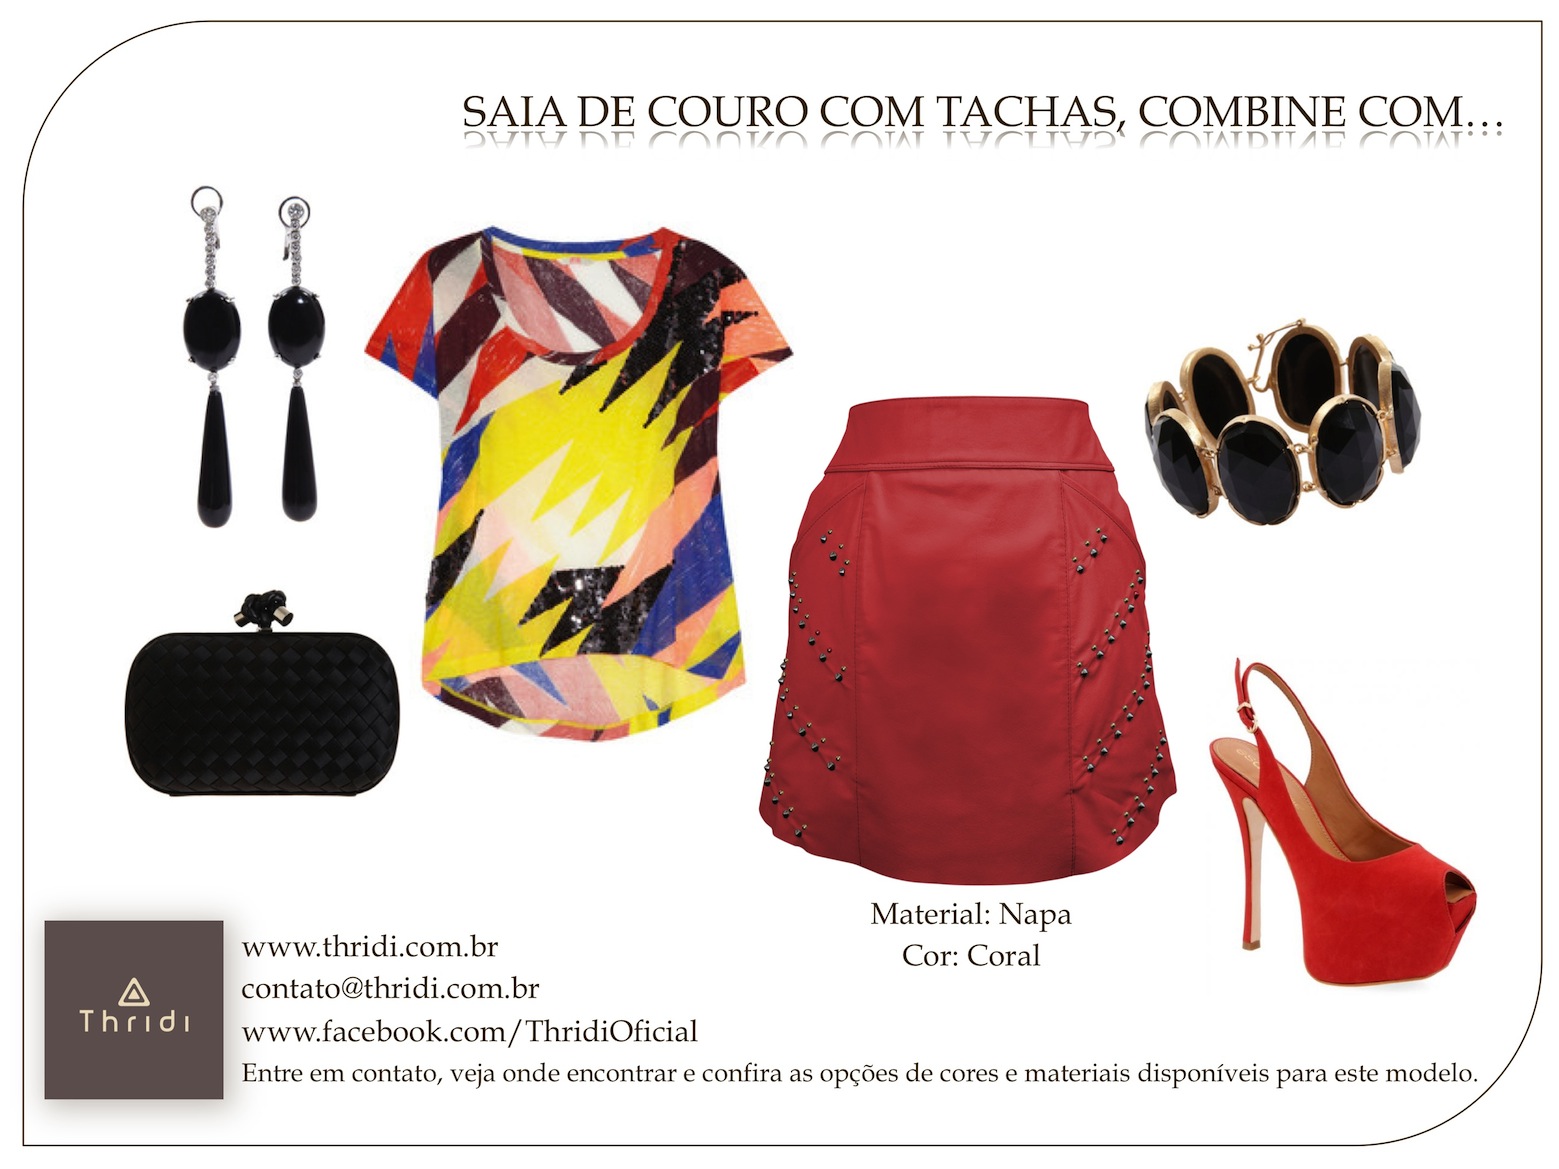 SAIA DE COURO COM TACHAS, COMBINE COM...
Material: Napa
Cor: Coral
Thridi
www.thridi.com.br
contato@thridi.com.br
www.facebook.com/ThridiOficial
Entre em contato, veja onde encontrar e confira as opções de cores e materiais disponíveis para este modelo.